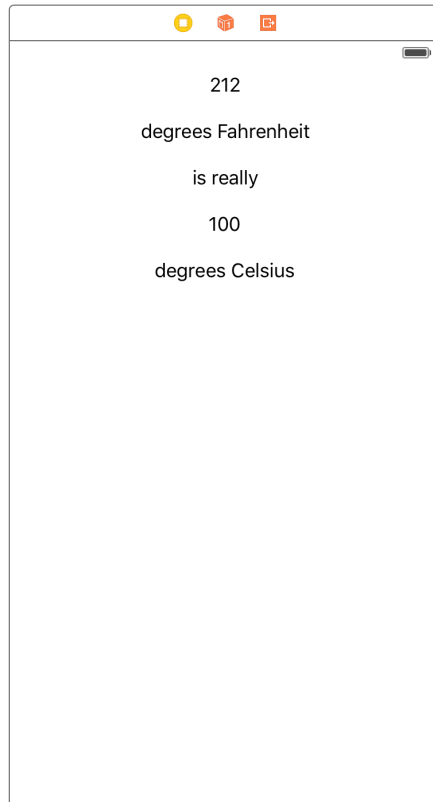 212
degrees Fahrenheit
is really
100
degrees Celsius